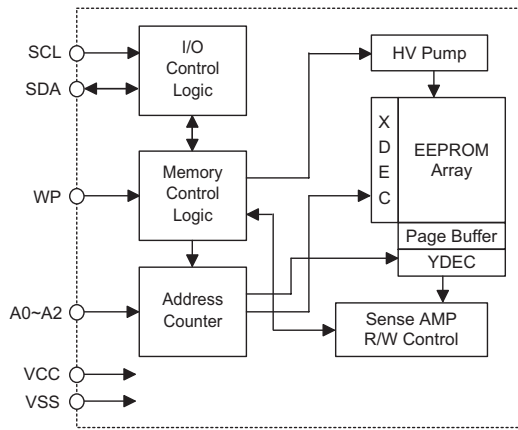 SCL
SDA
WP
A0~A2
VCC
VSS
I/O
Control
Logic
Memory
Control
Logic
Address
Counter
HV Pump
X
D
E
C
EEPROM
Array
Page Buffer
YDEC
Sense AMP
R/W Control